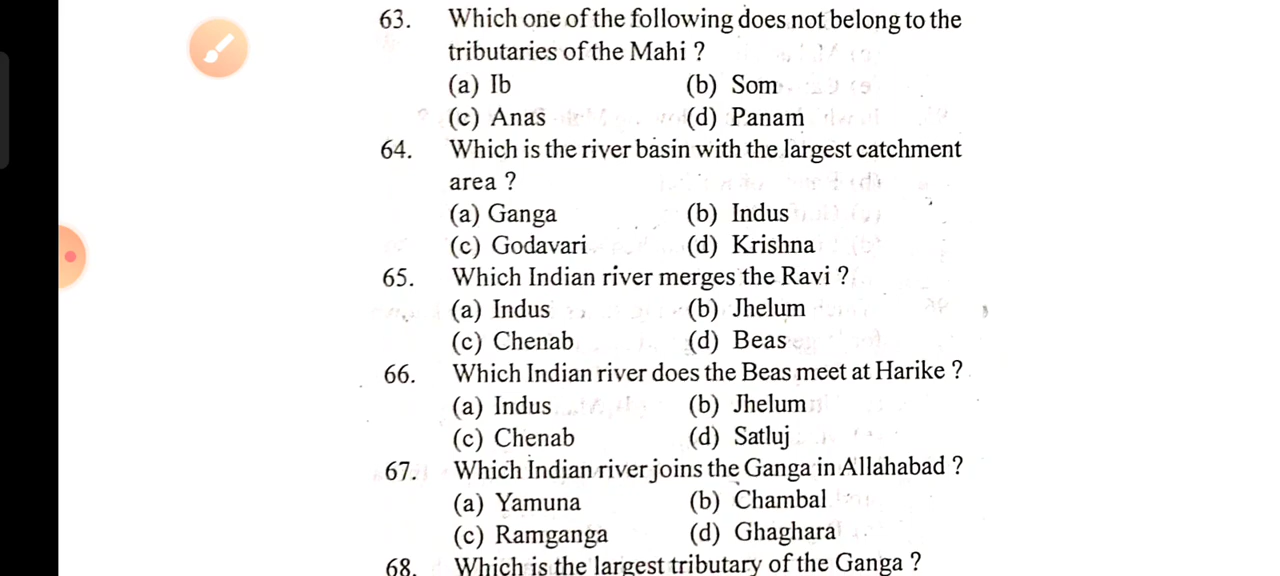 63. Which one of the following does not belong to the
tributaries of the Mahi ?
(a) Ib (b) Som
(c) Anas (d) Panam
64. Which is the river basin with the largest catchment
area ?
(a) Ganga (b) Indus
(c) Godavari (d) Krishna
65. Which Indian river merges the Ravi ?
(a) Indus (b) Jhelum
(c) Chenab (d) Beas
66. Which Indian river does the Beas meet at Harike ?
(a) Indus (b) Jhelum
(c) Chenab (d) Satluj
67. Which Indian river joins the Ganga in Allahabad ?
(a) Yamuna (b) Chambal
(c) Ramganga (d) Ghaghara
68. Which is the largest tributary of the Ganga ?